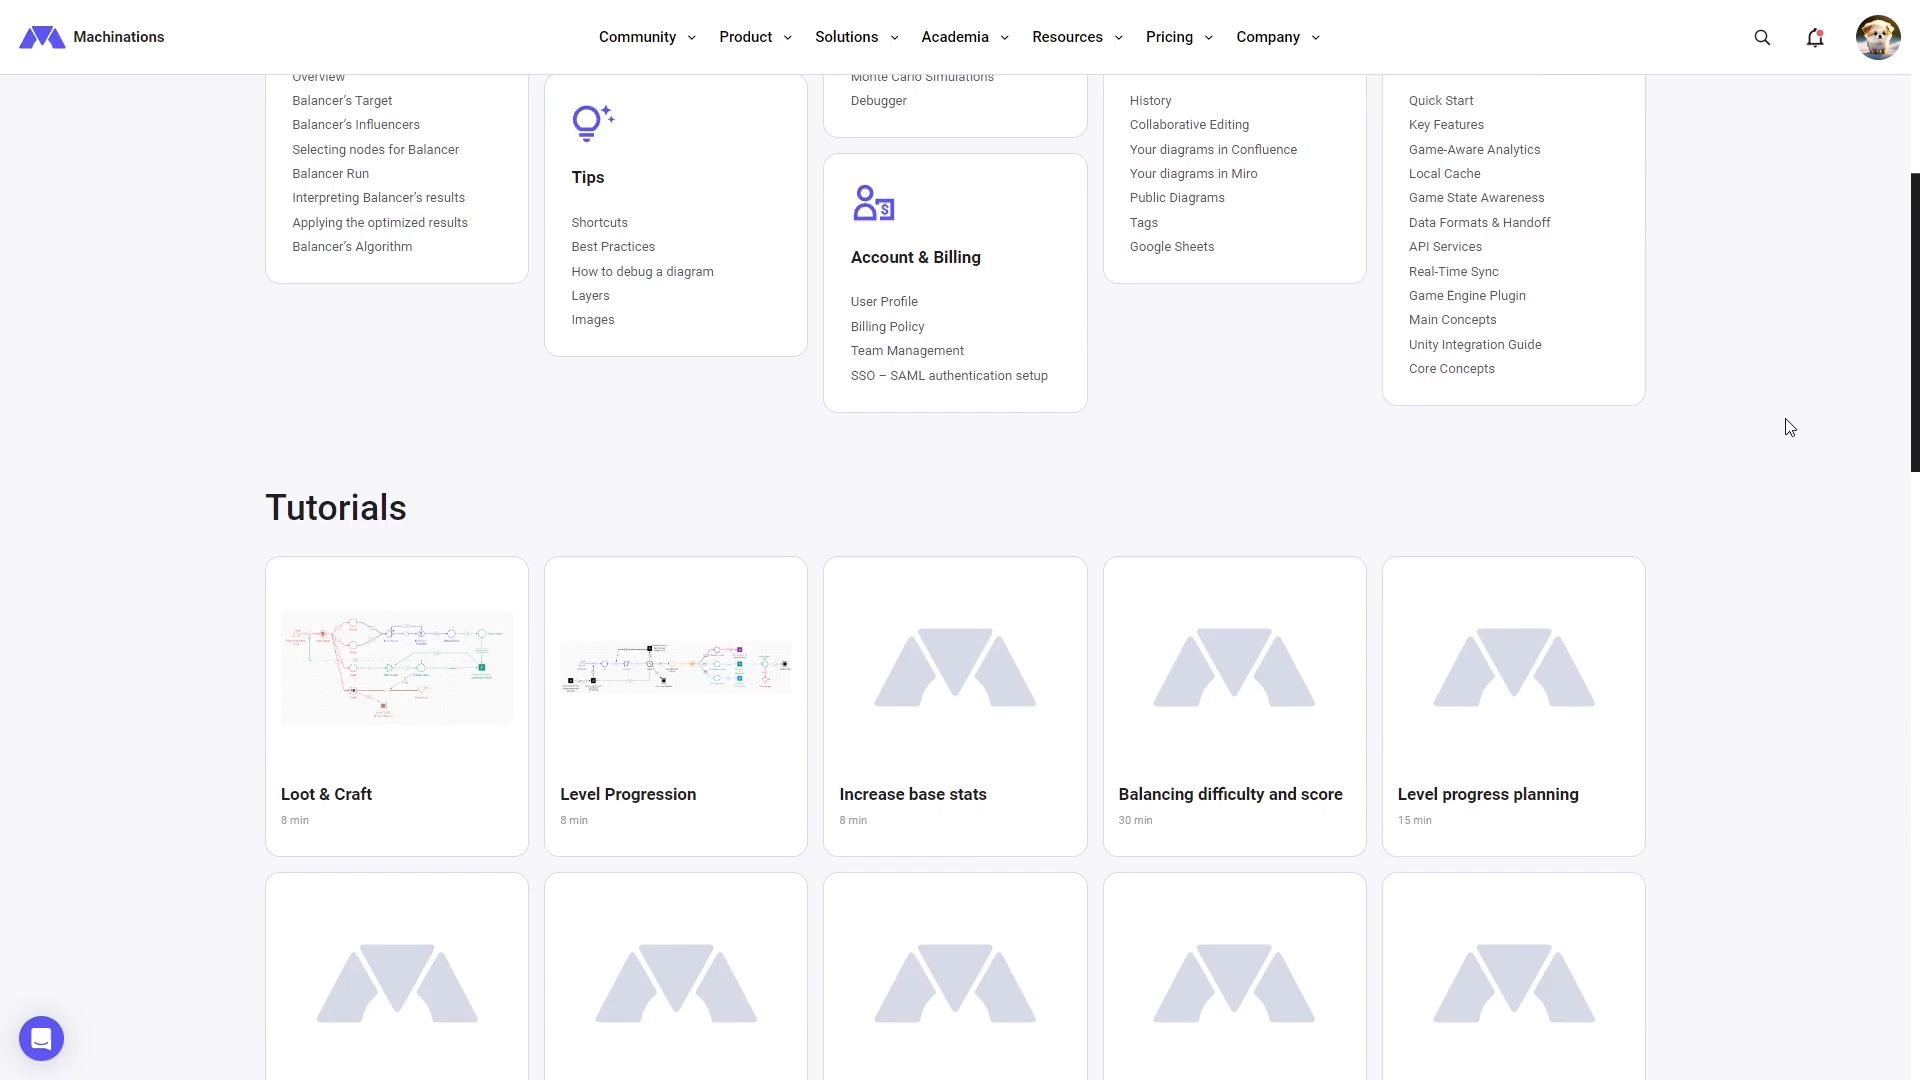 Machinations
Community
Product
Solutions
Academia
Resources
Pricing
Company
Overview
Balancer’s Target
Balancer’s Influencers
Selecting nodes for Balancer
Balancer Run
Interpreting Balancer’s results
Applying the optimized results
Balancer’s Algorithm
Tips
Shortcuts
Best Practices
How to debug a diagram
Layers
Images
Monte Carlo Simulations
Debugger
Account & Billing
User Profile
Billing Policy
Team Management
SSO – SAML authentication setup
History
Collaborative Editing
Your diagrams in Confluence
Your diagrams in Miro
Public Diagrams
Tags
Google Sheets
Quick Start
Key Features
Game-Aware Analytics
Local Cache
Game State Awareness
Data Formats & Handoff
API Services
Real-Time Sync
Game Engine Plugin
Main Concepts
Unity Integration Guide
Core Concepts
Tutorials
Loot & Craft
8 min
Level Progression
8 min
Increase base stats
8 min
Balancing difficulty and score
30 min
Level progress planning
15 min